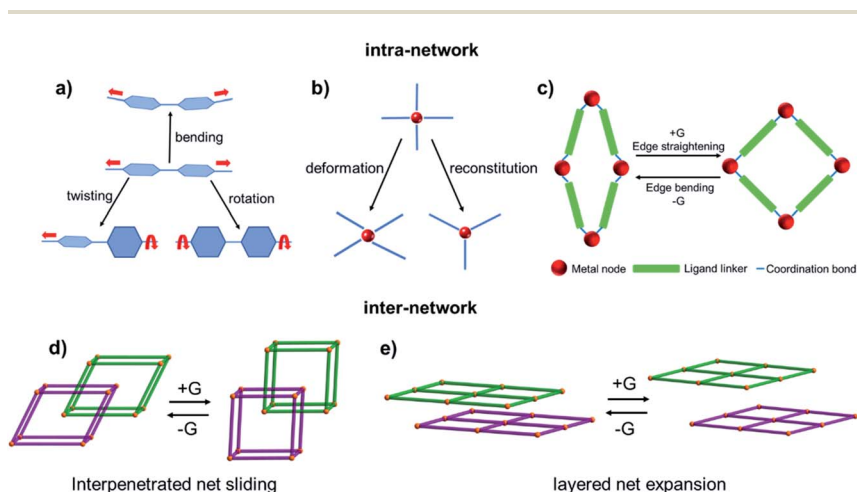 intra-network
a)
bending
twisting
rotation
b)
deformation
reconstitution
c)
+G
Edge straightening
Edge bending
-G
Metal node
Ligand linker
Coordination bond
inter-network
d)
+G
-G
Interpenetrated net sliding
e)
+G
-G
layered net expansion